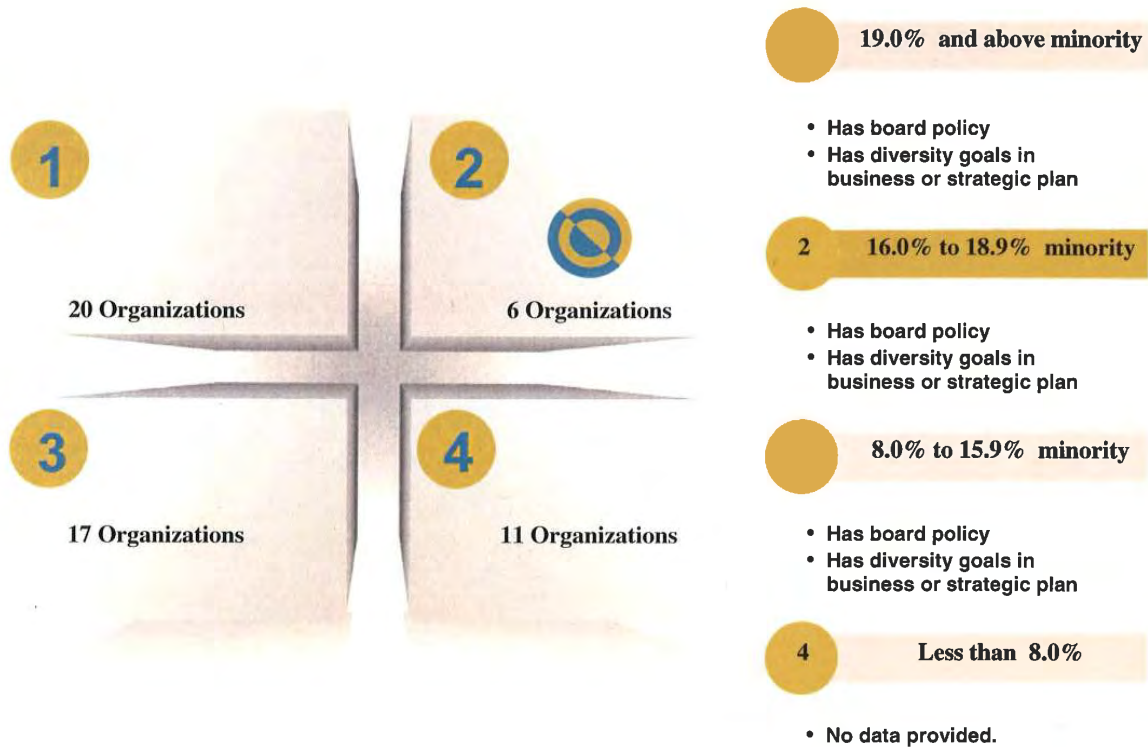 1
20 Organizations
2
6 Organizations
3
17 Organizations
4
11 Organizations
19.0% and above minority
• Has board policy
• Has diversity goals in
business or strategic plan
2 16.0% to 18.9% minority
• Has board policy
• Has diversity goals in
business or strategic plan
8.0% to 15.9% minority
• Has board policy
• Has diversity goals in
business or strategic plan
4 Less than 8.0%
• No data provided.